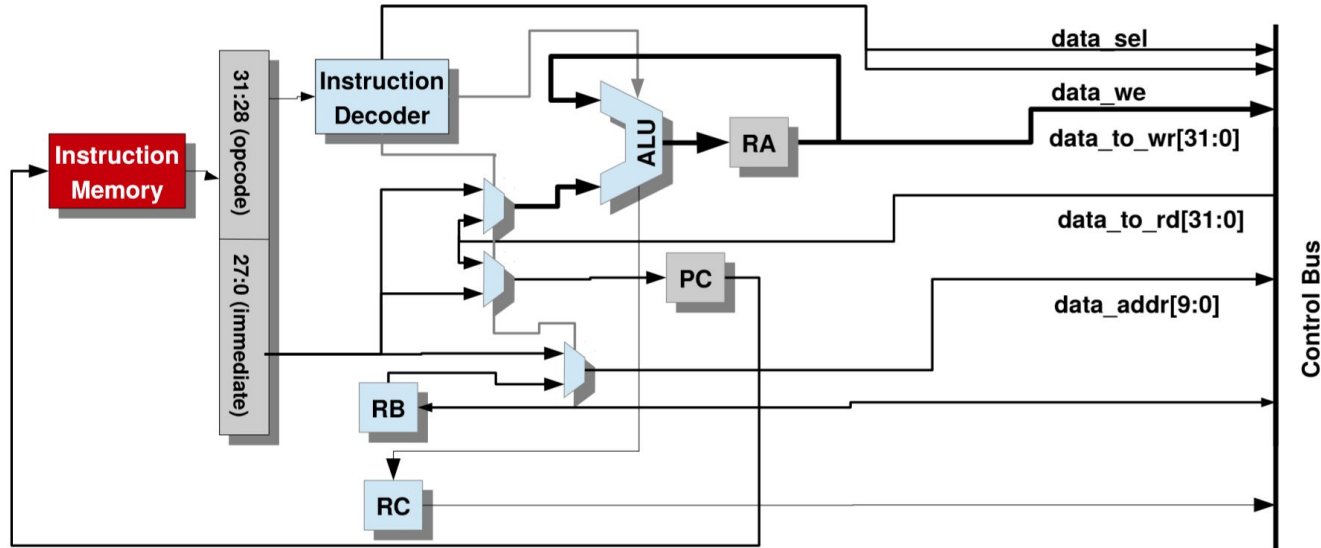 Instruction
Memory
31:28 (opcode)
27:0 (immediate)
Instruction
Decoder
ALU
RA
PC
RB
RC
data_sel
data_we
data_to_wr[31:0]
data_to_rd[31:0]
data_addr[9:0]
Control Bus